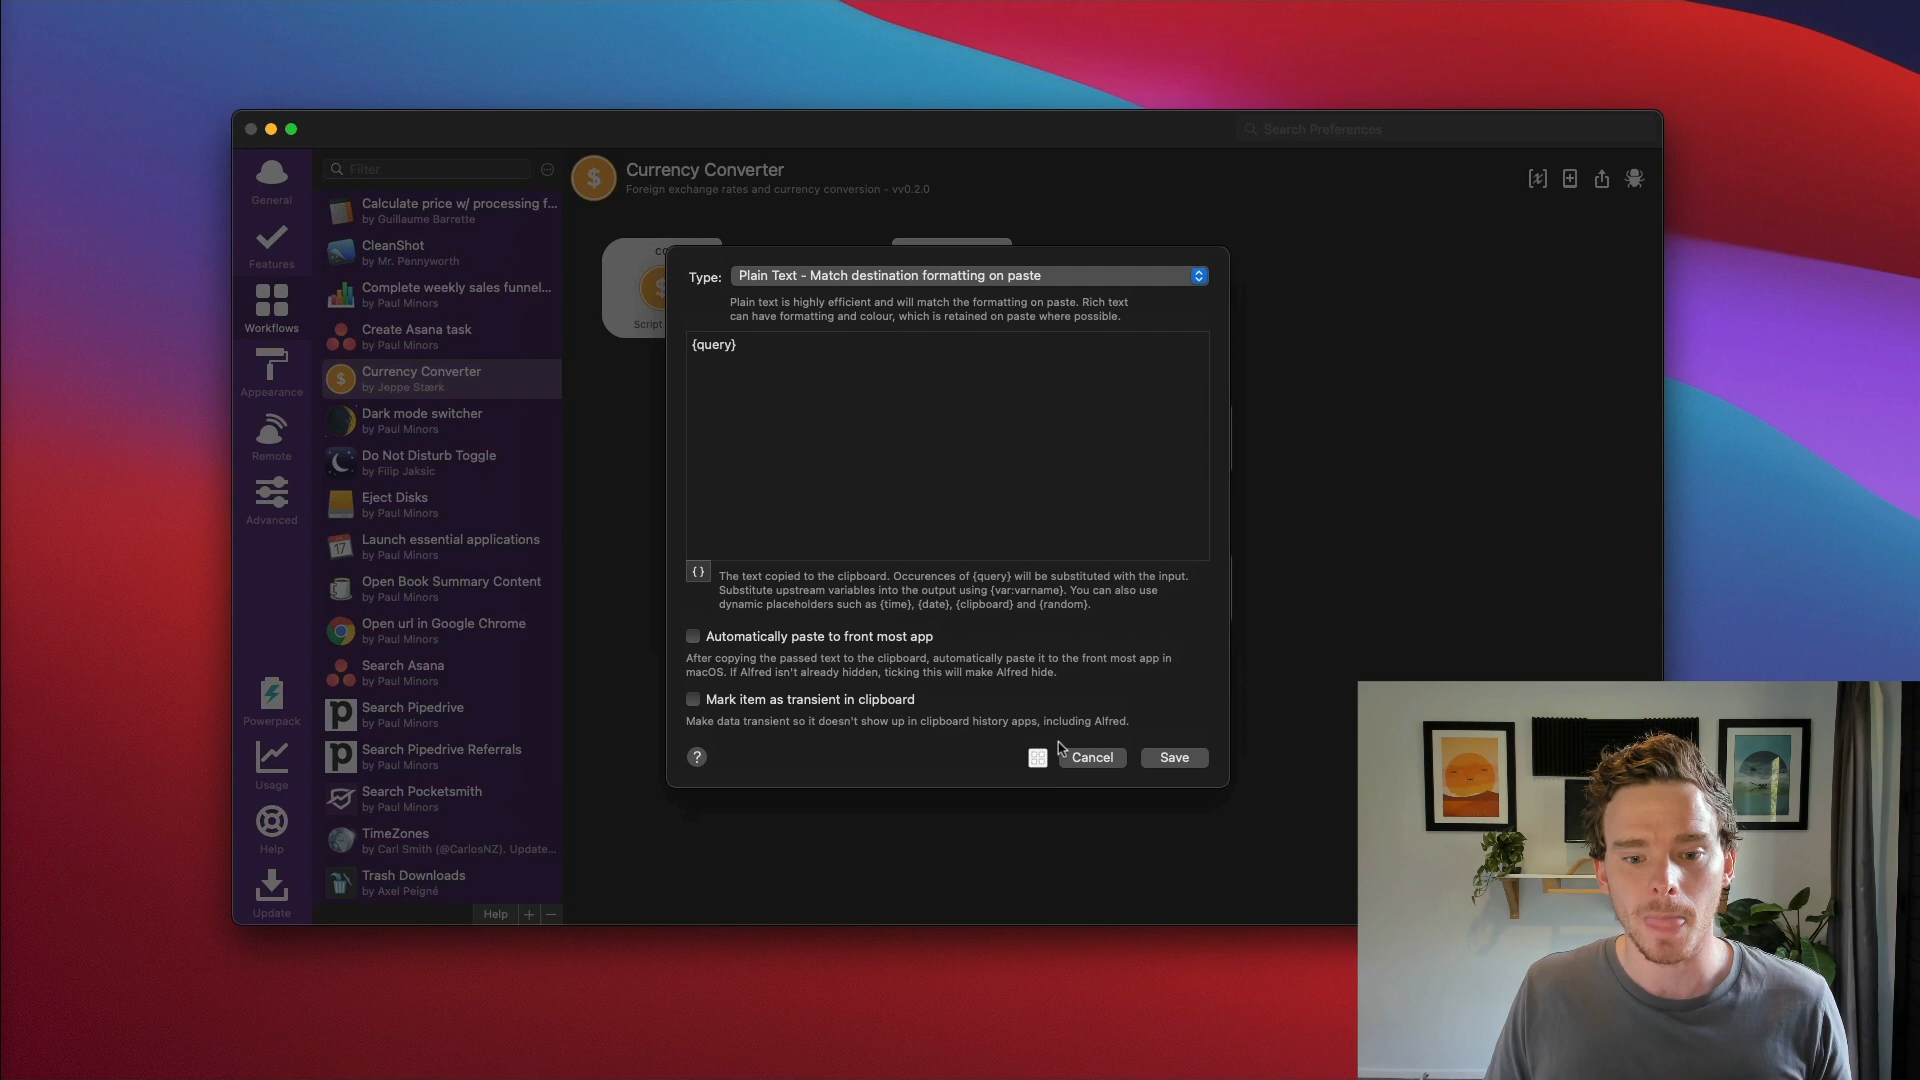 Search Preferences
General
Features
Workflows
Appearance
Remote
Advanced
Powerpack
Usage
Help
Update
Filter
Calculate price w/ processing f...
by Guillaume Barrette
CleanShot
by Mr. Pennyworth
Complete weekly sales funnel...
by Paul Minors
Create Asana task
by Paul Minors
Currency Converter
by Jeppe Stærk
Dark mode switcher
by Paul Minors
Do Not Disturb Toggle
by Filip Jaksic
Eject Disks
by Paul Minors
Launch essential applications
by Paul Minors
Open Book Summary Content
by Paul Minors
Open url in Google Chrome
by Paul Minors
Search Asana
by Paul Minors
Search Pipedrive
by Paul Minors
Search Pipedrive Referrals
by Paul Minors
Search Pocketsmith
by Paul Minors
TimeZones
by Carl Smith (@CarlosNZ). Update...
Trash Downloads
by Axel Peigné
Help + −
Currency Converter
Foreign exchange rates and currency conversion - vv0.2.0
Script
Type: Plain Text - Match destination formatting on paste
Plain text is highly efficient and will match the formatting on paste. Rich text
can have formatting and colour, which is retained on paste where possible.
{query}
{} The text copied to the clipboard. Occurences of {query} will be substituted with the input.
Substitute upstream variables into the output using {var:varname}. You can also use
dynamic placeholders such as {time}, {date}, {clipboard} and {random}.
Automatically paste to front most app
After copying the passed text to the clipboard, automatically paste it to the front most app in
macOS. If Alfred isn't already hidden, ticking this will make Alfred hide.
Mark item as transient in clipboard
Make data transient so it doesn't show up in clipboard history apps, including Alfred.
? Cancel Save